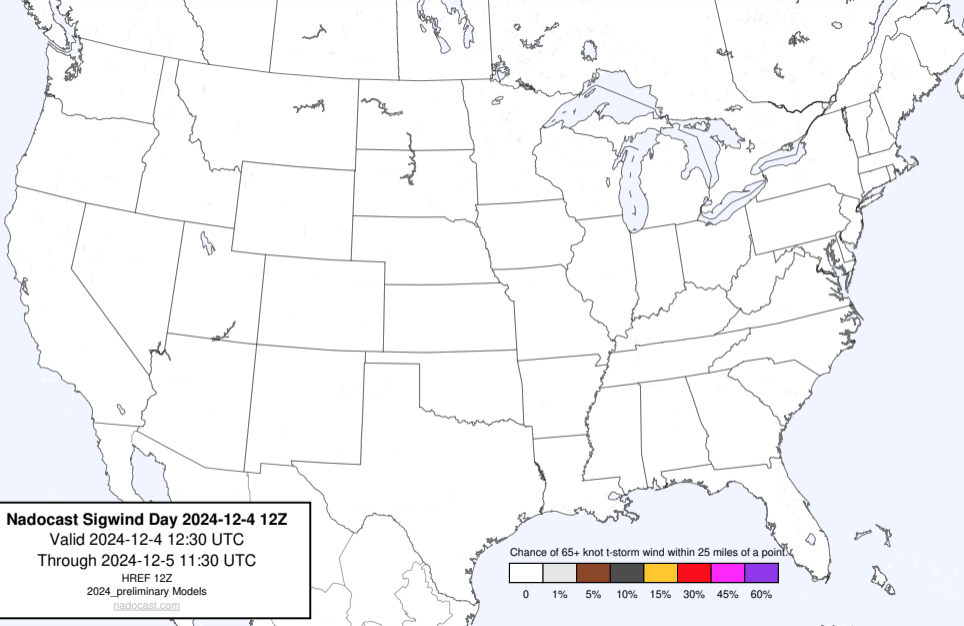 Nadocast Sigwind Day 2024-12-4 12Z
Valid 2024-12-4 12:30 UTC
Through 2024-12-5 11:30 UTC
HREF 12Z
2024_preliminary Models
nadocast.com
Chance of 65+ knot t-storm wind within 25 miles of a point.
0 1% 5% 10% 15% 30% 45% 60%